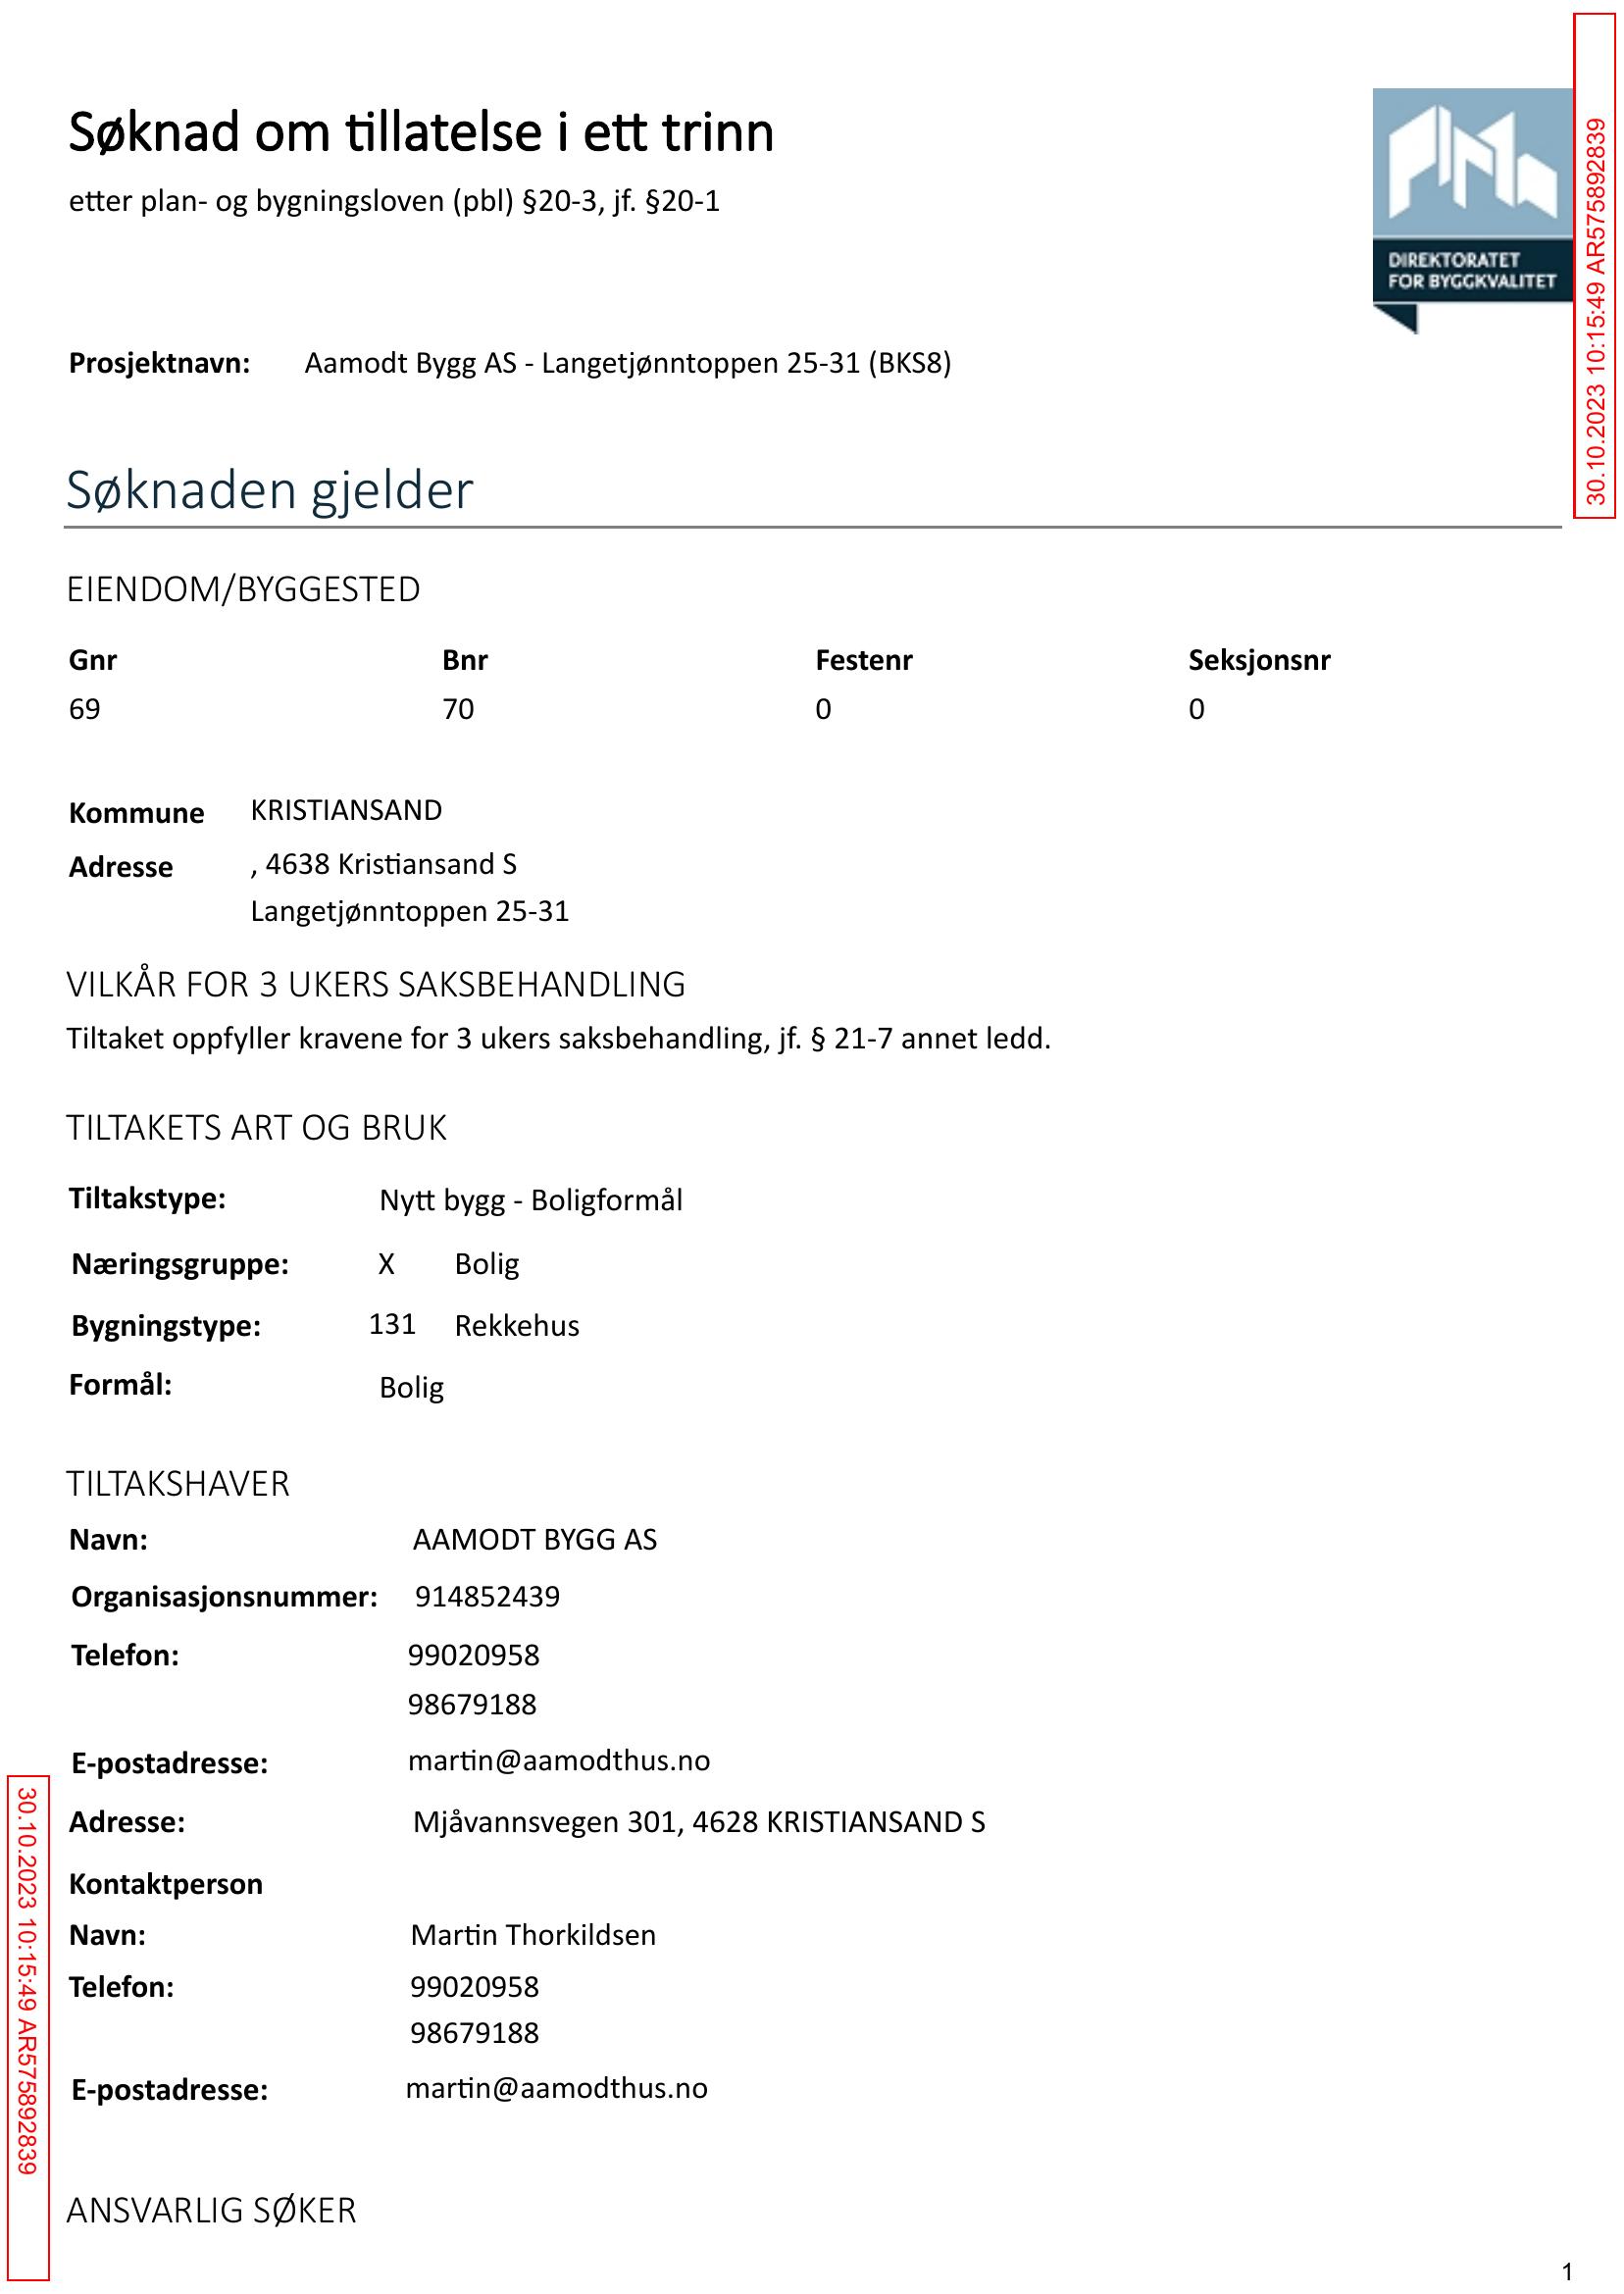 Søknad om tillatelse i ett trinn
etter plan- og bygningsloven (pbl) §20-3, jf. §20-1
DIREKTORATET
FOR BYGGKVALITET
30.10.2023 10:15:49 AR575892839
Prosjektnavn: Aamodt Bygg AS - Langetjønntoppen 25-31 (BKS8)
Søknaden gjelder
EIENDOM/BYGGESTED
Gnr Bnr Festenr Seksjonsnr
69 70 0 0
Kommune KRISTIANSAND
Adresse , 4638 Kristiansand S
Langetjønntoppen 25-31
VILKÅR FOR 3 UKERS SAKSBEHANDLING
Tiltaket oppfyller kravene for 3 ukers saksbehandling, jf. § 21-7 annet ledd.
TILTAKETS ART OG BRUK
Tiltakstype: Nytt bygg - Boligformål
Næringsgruppe: X Bolig
Bygningstype: 131 Rekkehus
Formål: Bolig
TILTAKSHAVER
Navn: AAMODT BYGG AS
Organisasjonsnummer: 914852439
Telefon: 99020958
98679188
E-postadresse: martin@aamodthus.no
Adresse: Mjåvannsvegen 301, 4628 KRISTIANSAND S
Kontaktperson
Navn: Martin Thorkildsen
Telefon: 99020958
98679188
E-postadresse: martin@aamodthus.no
30.10.2023 10:15:49 AR575892839
ANSVARLIG SØKER
1